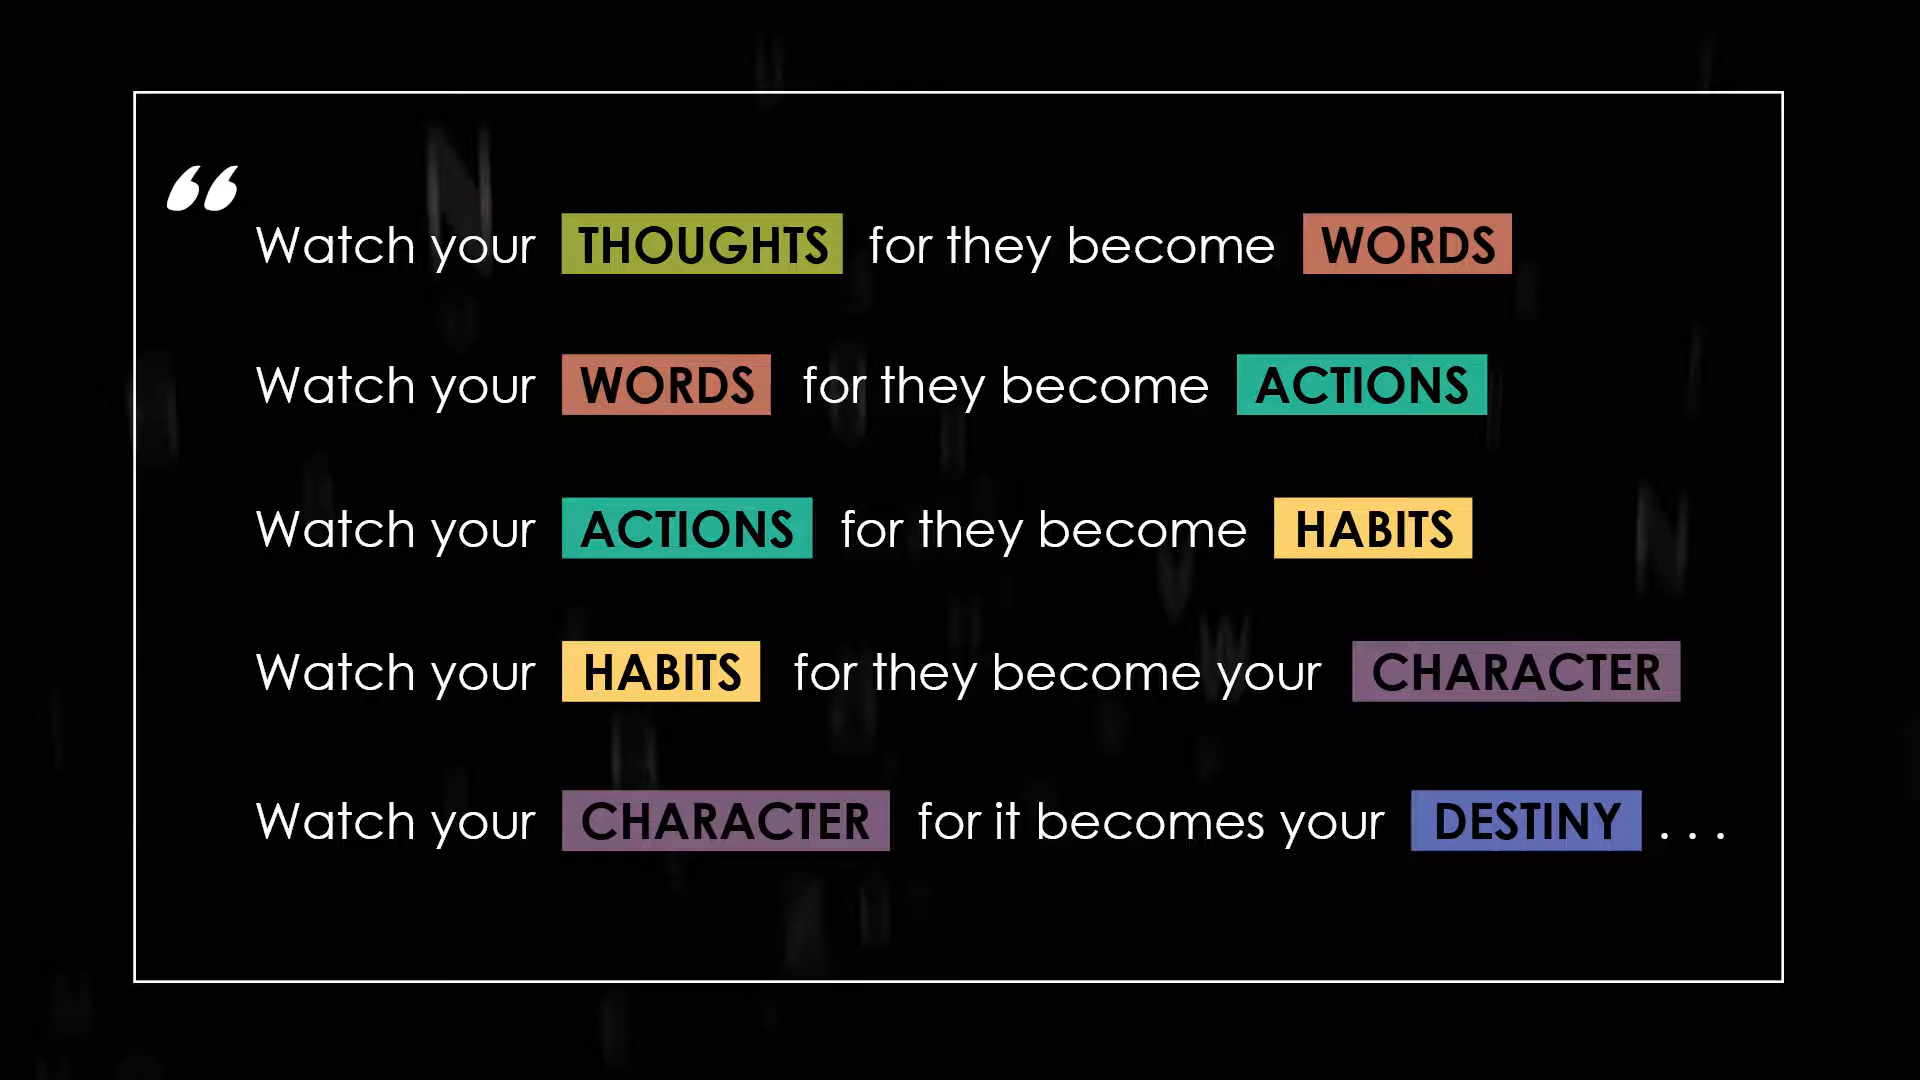 “ Watch your THOUGHTS for they become WORDS
Watch your WORDS for they become ACTIONS
Watch your ACTIONS for they become HABITS
Watch your HABITS for they become your CHARACTER
Watch your CHARACTER for it becomes your DESTINY . . .